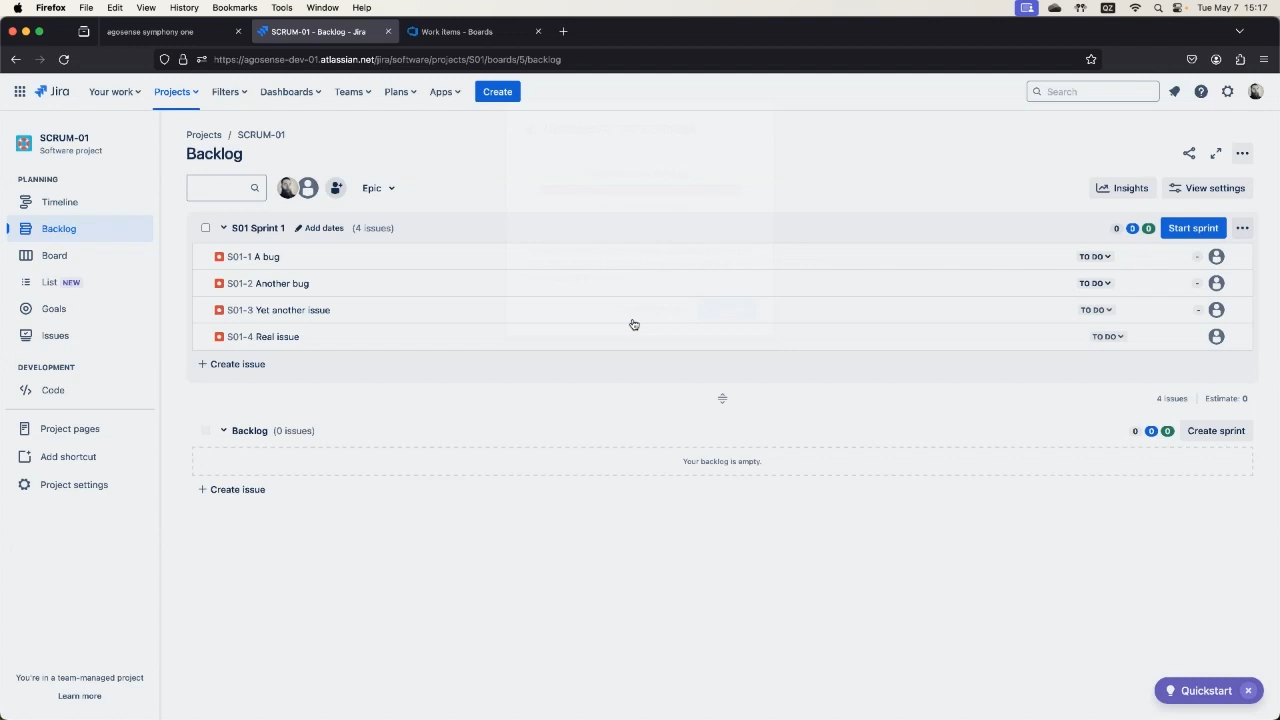 Firefox File Edit View History Bookmarks Tools Window Help Tue May 7 15:17
agosense symphony one × SCRUM-01 - Backlog - Jira × Work items - Boards × +
https://agosense-dev-01.atlassian.net/jira/software/projects/S01/boards/5/backlog
Jira Your work Projects Filters Dashboards Teams Plans Apps Create Search
SCRUM-01
Software project
PLANNING
Timeline
Backlog
Board
List NEW
Goals
Issues
DEVELOPMENT
Code
Project pages
Add shortcut
Project settings
You're in a team-managed project
Learn more
Projects / SCRUM-01
Backlog
Epic Insights View settings
S01 Sprint 1 Add dates (4 issues) 0 0 0 Start sprint
S01-1 A bug TO DO -
S01-2 Another bug TO DO -
S01-3 Yet another issue TO DO -
S01-4 Real issue TO DO
+ Create issue
4 issues Estimate: 0
Backlog (0 issues) 0 0 0 Create sprint
Your backlog is empty.
+ Create issue
Quickstart ×